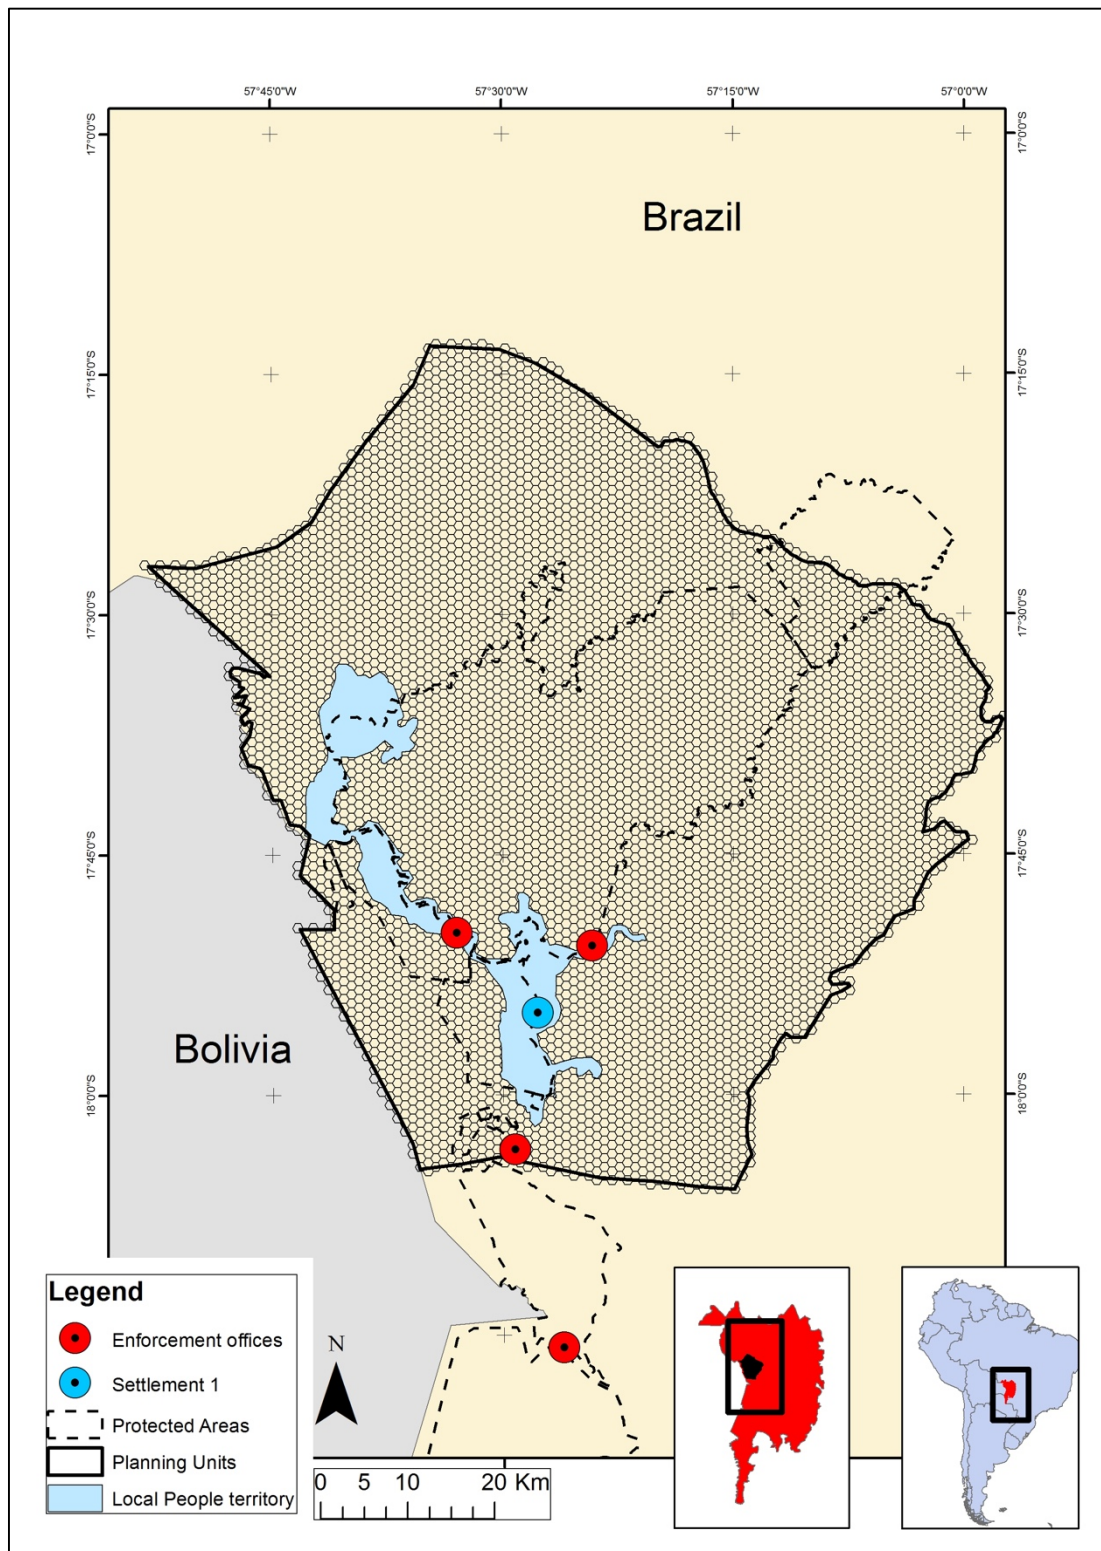 57°45'0"W 57°30'0"W 57°15'0"W 57°0'0"W
17°0'0"S 17°0'0"S
Brazil
17°15'0"S 17°15'0"S
17°30'0"S 17°30'0"S
17°45'0"S 17°45'0"S
Bolivia
18°0'0"S 18°0'0"S
Legend
Enforcement offices
Settlement 1
Protected Areas
Planning Units
Local People territory
N
0 5 10 20 Km